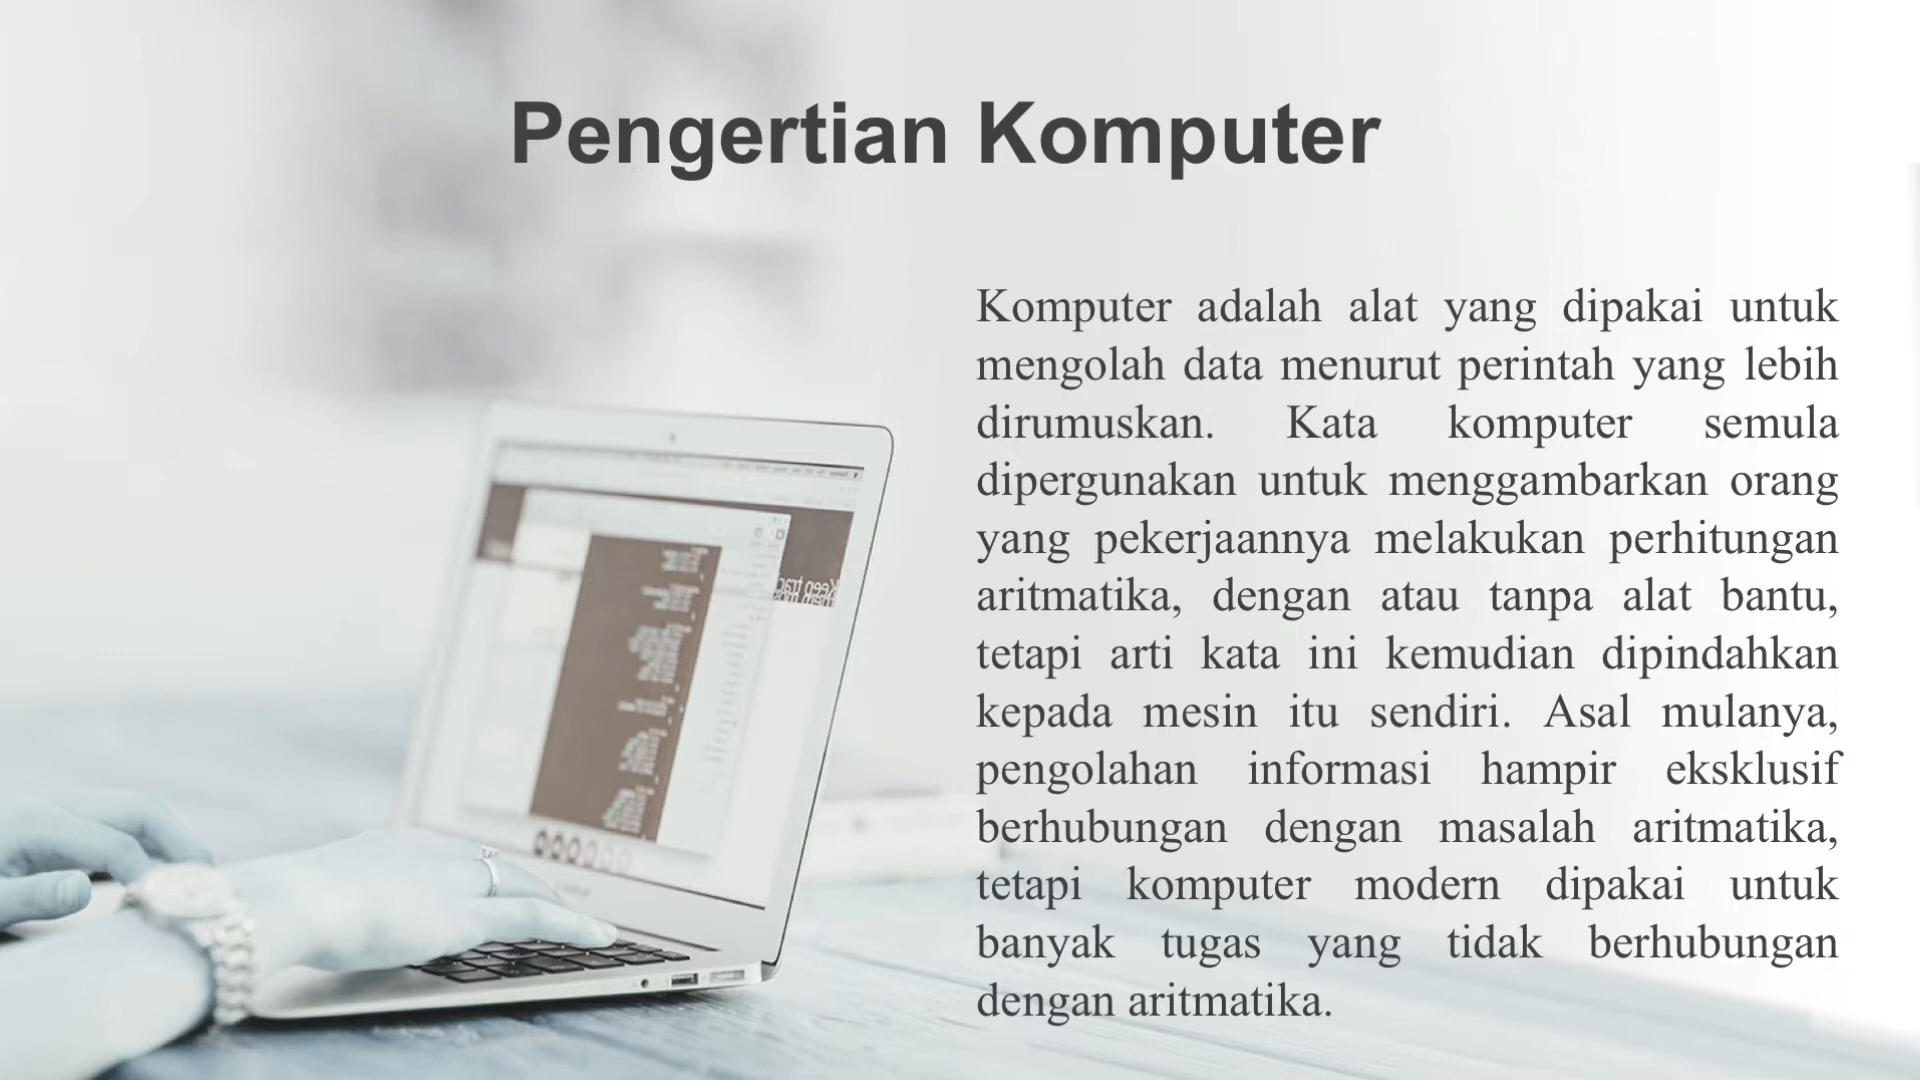 Pengertian Komputer
Komputer adalah alat yang dipakai untuk
mengolah data menurut perintah yang lebih
dirumuskan. Kata komputer semula
dipergunakan untuk menggambarkan orang
yang pekerjaannya melakukan perhitungan
aritmatika, dengan atau tanpa alat bantu,
tetapi arti kata ini kemudian dipindahkan
kepada mesin itu sendiri. Asal mulanya,
pengolahan informasi hampir eksklusif
berhubungan dengan masalah aritmatika,
tetapi komputer modern dipakai untuk
banyak tugas yang tidak berhubungan
dengan aritmatika.